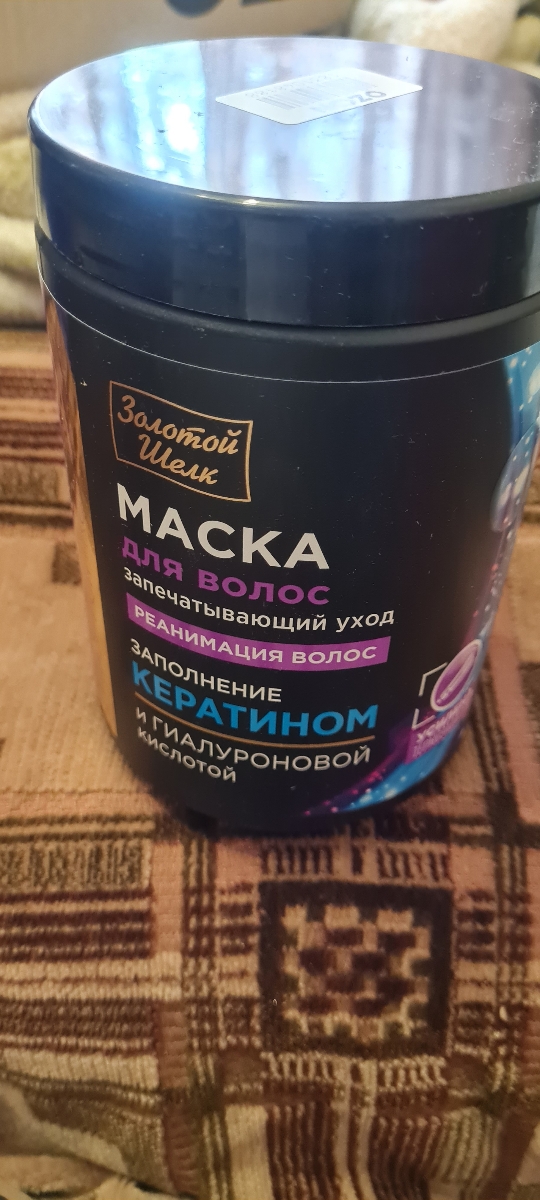 Золотой
Шелк
МАСКА
ДЛЯ ВОЛОС
запечатывающий уход
РЕАНИМАЦИЯ ВОЛОС
ЗАПОЛНЕНИЕ
КЕРАТИНОМ
И ГИАЛУРОНОВОЙ
КИСЛОТОЙ